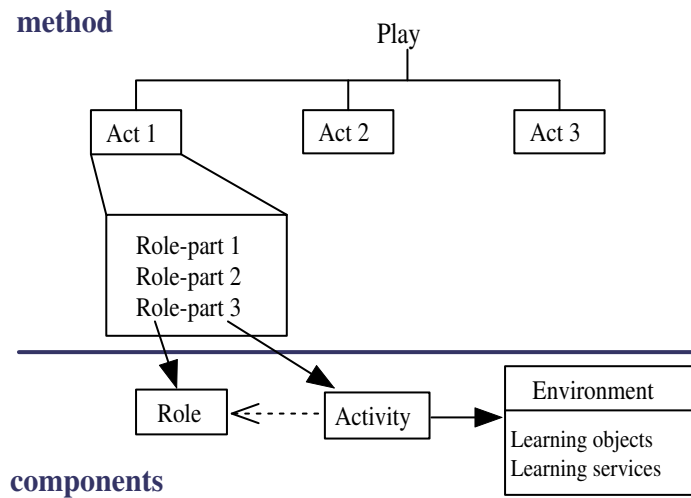 method
Play
Act 1
Act 2
Act 3
Role-part 1
Role-part 2
Role-part 3
Role
Activity
Environment
Learning objects
Learning services
components